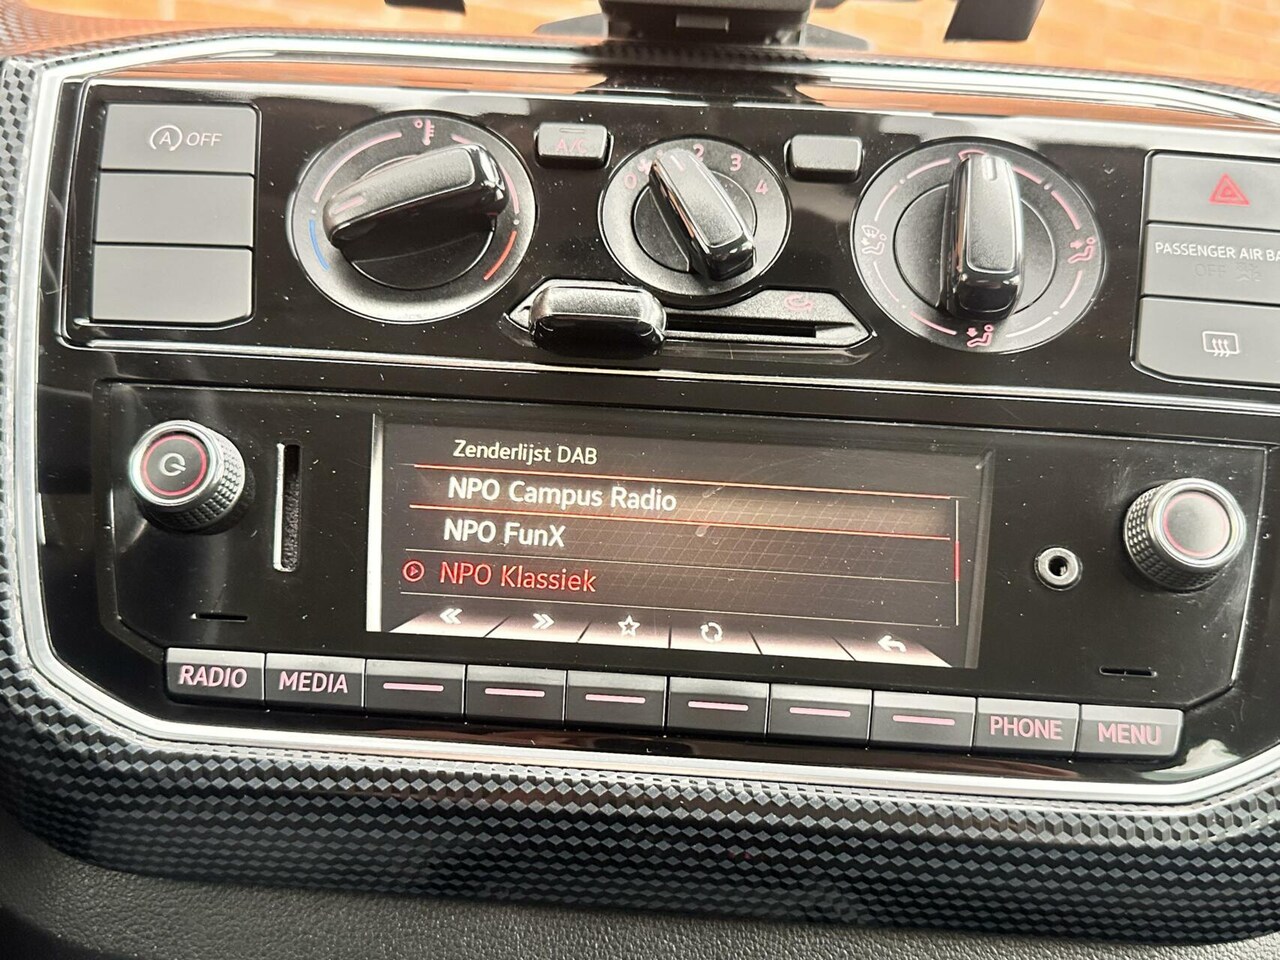 A OFF
A/C
0 1 2 3 4
PASSENGER AIR BA
OFF
Zenderlijst DAB
NPO Campus Radio
NPO FunX
NPO Klassiek
RADIO MEDIA PHONE MENU